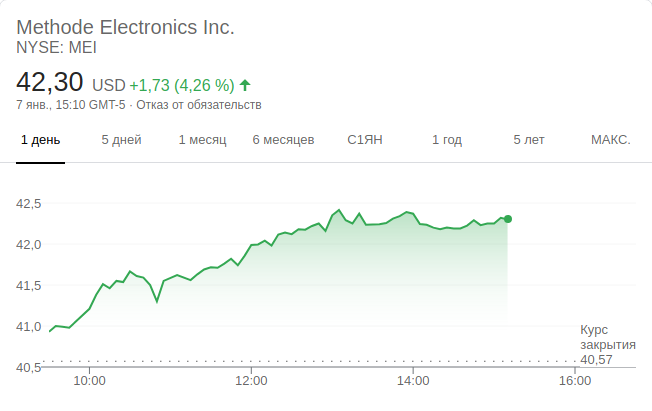 Methode Electronics Inc.
NYSE: MEI
42,30 USD +1,73 (4,26 %)
7 янв., 15:10 GMT-5 · Отказ от обязательств
1 день 5 дней 1 месяц 6 месяцев С1ЯН 1 год 5 лет МАКС.
42,5
42,0
41,5
41,0
40,5
Курс
закрытия
40,57
10:00 12:00 14:00 16:00